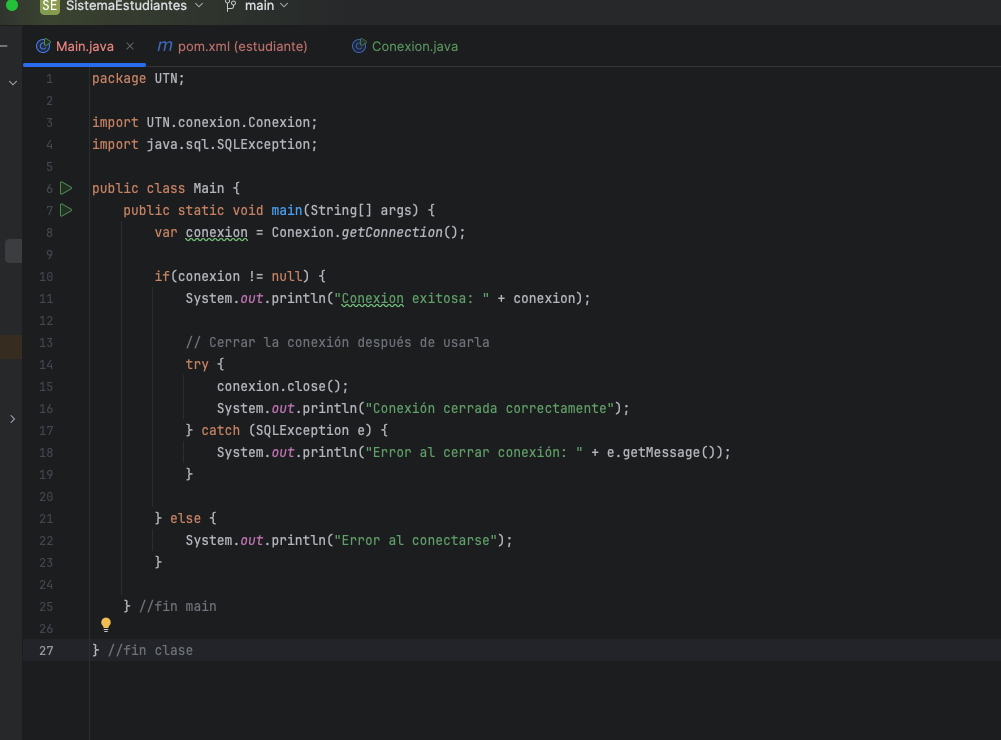 SE SistemaEstudiantes main
Main.java pom.xml (estudiante) Conexion.java
1 package UTN;
2
3 import UTN.conexion.Conexion;
4 import java.sql.SQLException;
5
6 public class Main {
7 public static void main(String[] args) {
8 var conexion = Conexion.getConnection();
9
10 if(conexion != null) {
11 System.out.println("Conexion exitosa: " + conexion);
12
13 // Cerrar la conexión después de usarla
14 try {
15 conexion.close();
16 System.out.println("Conexión cerrada correctamente");
17 } catch (SQLException e) {
18 System.out.println("Error al cerrar conexión: " + e.getMessage());
19 }
20
21 } else {
22 System.out.println("Error al conectarse");
23 }
24
25 } //fin main
26
27 } //fin clase